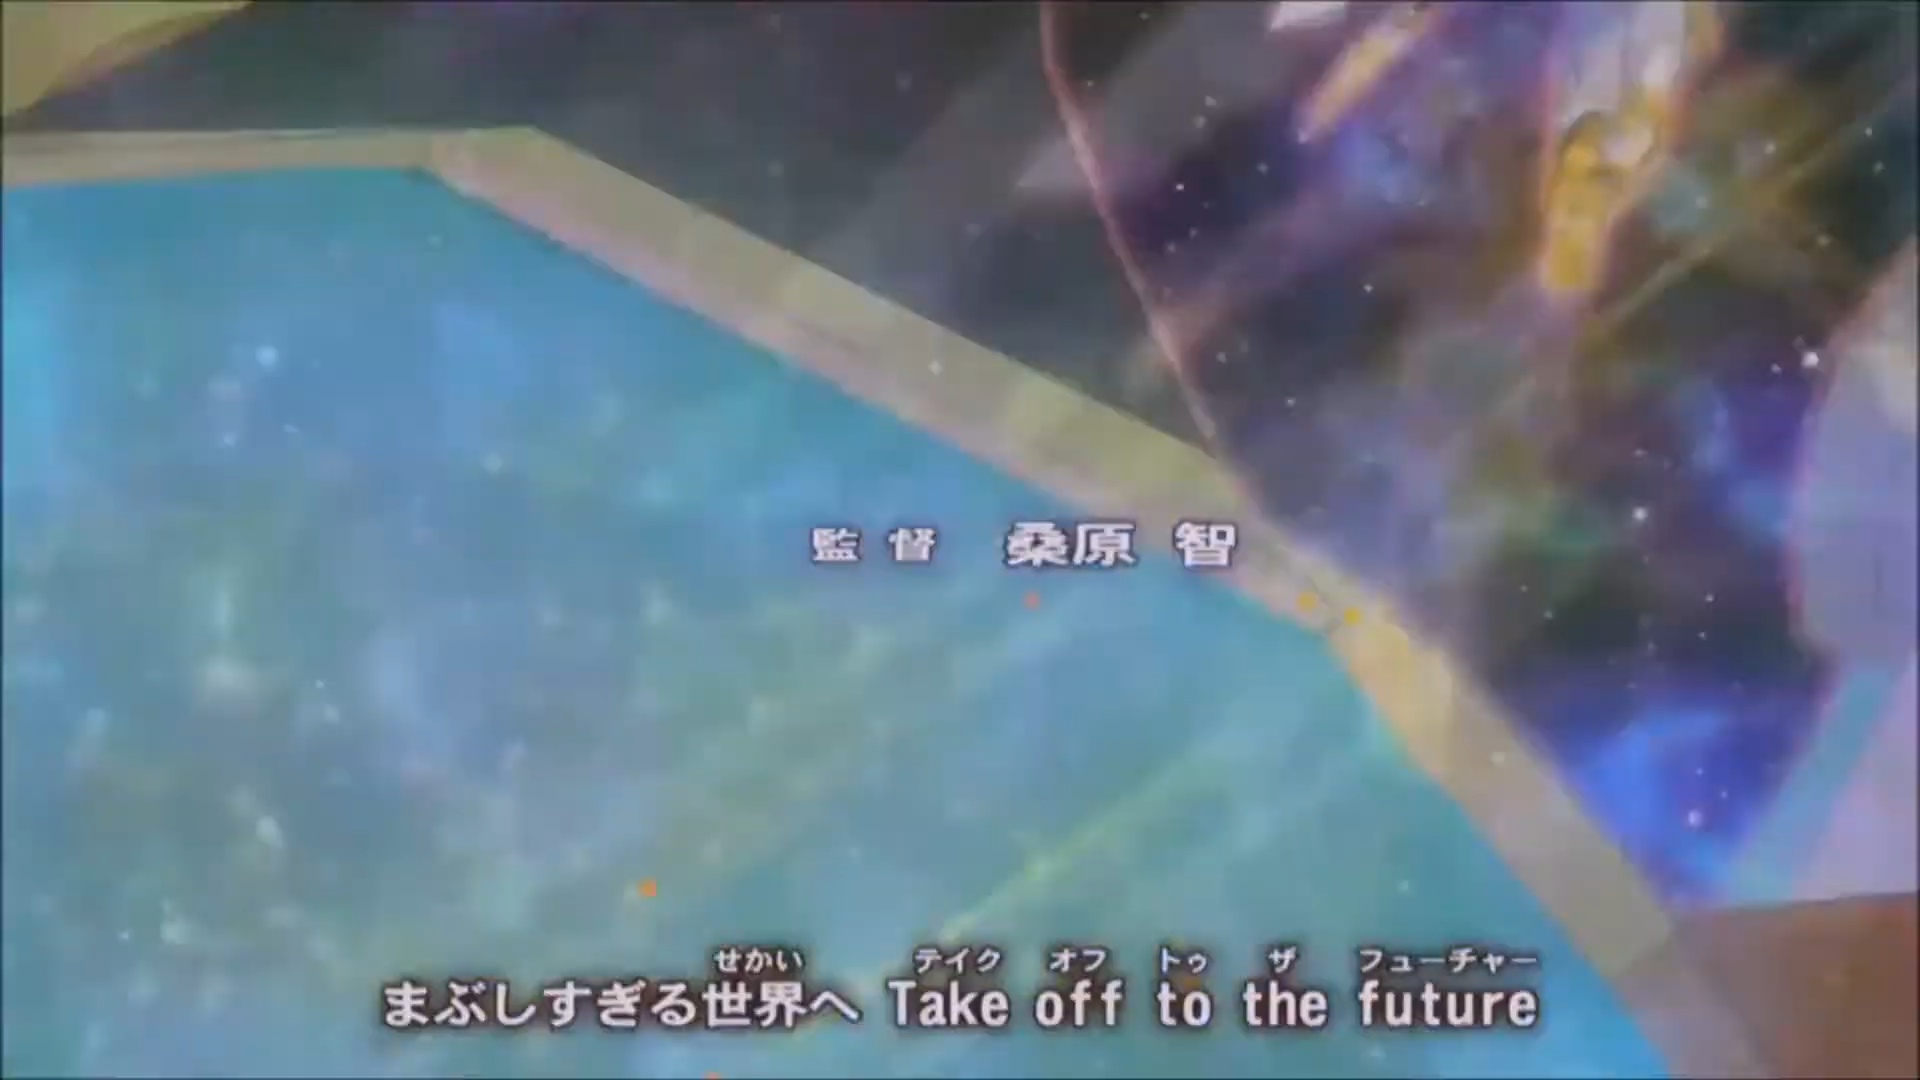 監督 桑原 智
せかい テイク オフ トゥ ザ フューチャー
まぶしすぎる世界へ Take off to the future